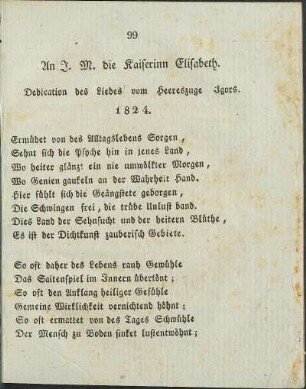 99
An J. M. die Kaiserinn Elisabeth.
Dedication des Liedes vom Heereszuge Igors.
1824.
Ermüdet von des Alltagslebens Sorgen,
Sehnt sich die Psyche hin in jenes Land,
Wo heiter glänzt ein nie umwölkter Morgen,
Wo Genien gaukeln an der Wahrheit Hand.
Hier fühlt sich die Geängstete geborgen,
Die Schwingen frei, die trübe Unlust band.
Dies Land der Sehnsucht und der heitern Blüthe,
Es ist der Dichtkunst zauberisch Gebiete.
So oft daher des Lebens rauh Gewühle
Das Saitenspiel im Innern übertönt;
So oft den Anklang heiliger Gefühle
Gemeine Wirklichkeit vernichtend höhnt;
So oft ermattet von des Tages Schwühle
Der Mensch zu Boden sinket lustentwöhnt;